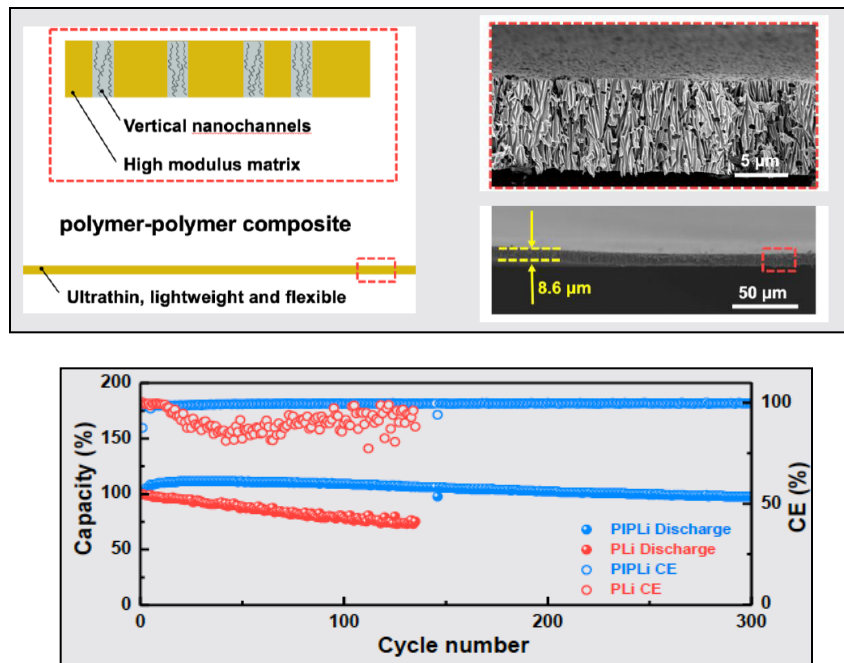 Vertical nanochannels
High modulus matrix
polymer-polymer composite
Ultrathin, lightweight and flexible
5 μm
8.6 μm
50 μm
200
150
100
50
0
Capacity (%)
100
50
0
CE (%)
PIPLi Discharge
PLi Discharge
PIPLi CE
PLi CE
0
100
200
300
Cycle number